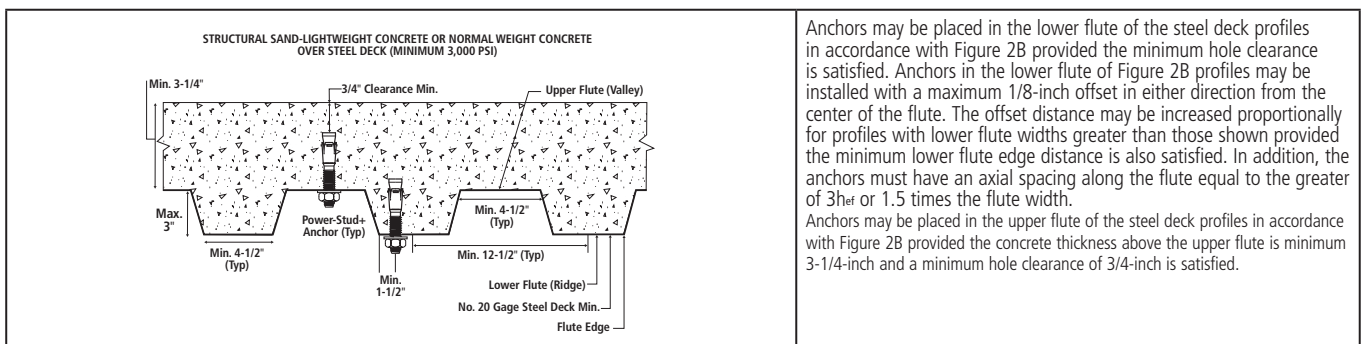 STRUCTURAL SAND-LIGHTWEIGHT CONCRETE OR NORMAL WEIGHT CONCRETE
OVER STEEL DECK (MINIMUM 3,000 PSI)
Min. 3-1/4"
3/4" Clearance Min.
Upper Flute (Valley)
Max.
3"
Min. 4-1/2"
(Typ)
Power-Stud+
Anchor (Typ)
Min. 4-1/2"
(Typ)
Min. 12-1/2" (Typ)
Min.
1-1/2"
Lower Flute (Ridge)
No. 20 Gage Steel Deck Min.
Flute Edge
Anchors may be placed in the lower flute of the steel deck profiles
in accordance with Figure 2B provided the minimum hole clearance
is satisfied. Anchors in the lower flute of Figure 2B profiles may be
installed with a maximum 1/8-inch offset in either direction from the
center of the flute. The offset distance may be increased proportionally
for profiles with lower flute widths greater than those shown provided
the minimum lower flute edge distance is also satisfied. In addition, the
anchors must have an axial spacing along the flute equal to the greater
of 3hef or 1.5 times the flute width.
Anchors may be placed in the upper flute of the steel deck profiles in accordance
with Figure 2B provided the concrete thickness above the upper flute is minimum
3-1/4-inch and a minimum hole clearance of 3/4-inch is satisfied.